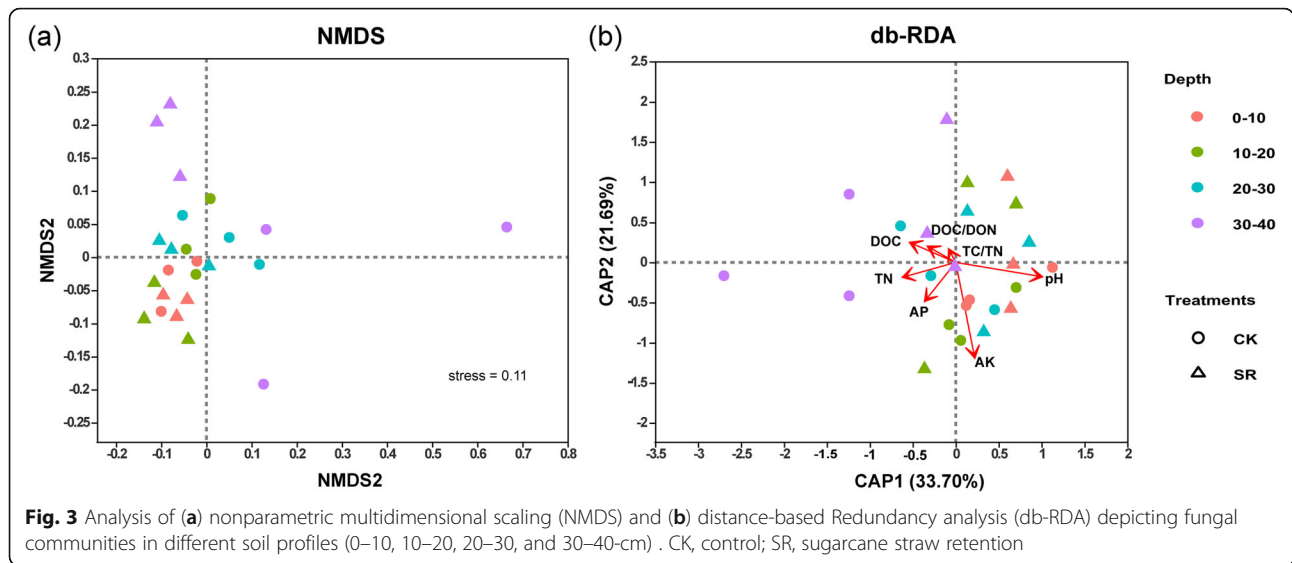 (a)
NMDS
0.3
0.25
0.2
0.15
0.1
0.05
0
-0.05
-0.1
-0.15
-0.2
-0.25
NMDS2
stress = 0.11
-0.2 -0.1 0 0.1 0.2 0.3 0.4 0.5 0.6 0.7 0.8
NMDS2
(b)
db-RDA
2.5
2
1.5
1
0.5
0
-0.5
-1
-1.5
-2
CAP2 (21.69%)
DOC/DON
DOC
TC/TN
TN
pH
AP
AK
-3.5 -3 -2.5 -2 -1.5 -1 -0.5 0 0.5 1 1.5 2
CAP1 (33.70%)
Depth
0-10
10-20
20-30
30-40
Treatments
CK
SR
Fig. 3 Analysis of (a) nonparametric multidimensional scaling (NMDS) and (b) distance-based Redundancy analysis (db-RDA) depicting fungal
communities in different soil profiles (0–10, 10–20, 20–30, and 30–40-cm) . CK, control; SR, sugarcane straw retention